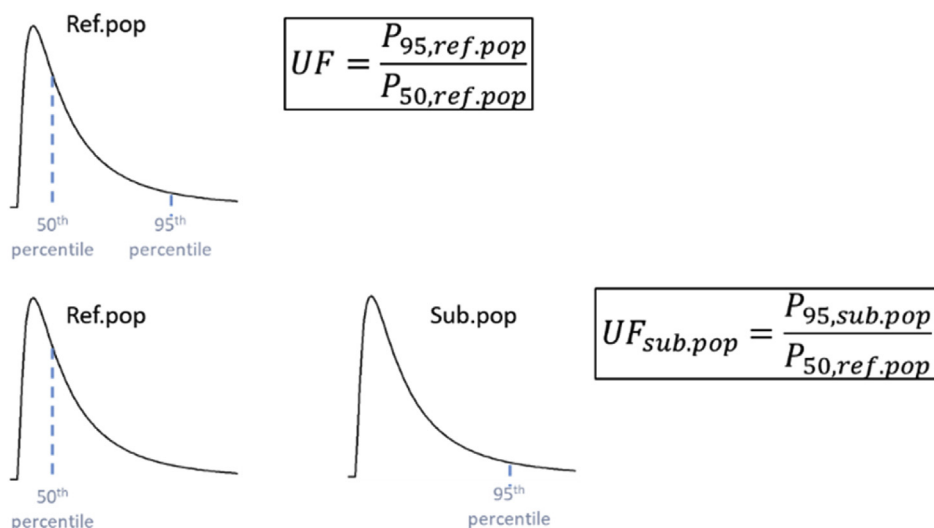 Ref.pop
UF = P95,ref.pop / P50,ref.pop
50th percentile
95th percentile
Ref.pop
Sub.pop
UFsub.pop = P95,sub.pop / P50,ref.pop
50th percentile
95th percentile